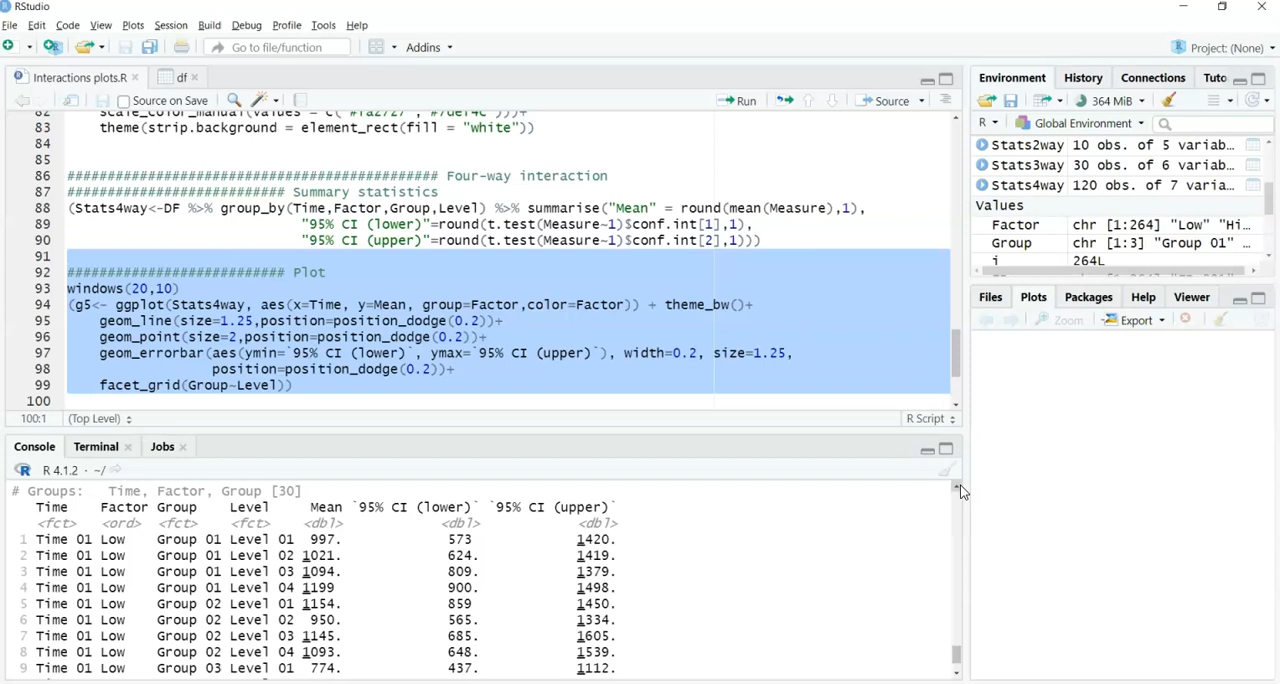 RStudio
File Edit Code View Plots Session Build Debug Profile Tools Help
Go to file/function Addins Project: (None)
Interactions plots.R df
Source on Save Run Source
82 scale_color_manual(values = c("#fa2727","#7def4c")))+
83 theme(strip.background = element_rect(fill = "white"))
84
85
86 ######################################### Four-way interaction
87 ######################## Summary statistics
88 (Stats4way<-DF %>% group_by(Time,Factor,Group,Level) %>% summarise("Mean" = round(mean(Measure),1),
89 "95% CI (lower)"=round(t.test(Measure~1)$conf.int[1],1),
90 "95% CI (upper)"=round(t.test(Measure~1)$conf.int[2],1)))
91
92 ######################## Plot
93 windows(20,10)
94 (g5<- ggplot(Stats4way, aes(x=Time, y=Mean, group=Factor,color=Factor)) + theme_bw()+
95 geom_line(size=1.25,position=position_dodge(0.2))+
96 geom_point(size=2,position=position_dodge(0.2))+
97 geom_errorbar(aes(ymin=`95% CI (lower)`, ymax=`95% CI (upper)`), width=0.2, size=1.25,
98 position=position_dodge(0.2))+
99 facet_grid(Group~Level))
100
100:1 (Top Level) R Script
Console Terminal Jobs
R 4.1.2 · ~/
# Groups: Time, Factor, Group [30]
Time Factor Group Level Mean `95% CI (lower)` `95% CI (upper)`
<fct> <ord> <fct> <fct> <dbl> <dbl> <dbl>
1 Time 01 Low Group 01 Level 01 997. 573 1420.
2 Time 01 Low Group 01 Level 02 1021. 624. 1419.
3 Time 01 Low Group 01 Level 03 1094. 809. 1379.
4 Time 01 Low Group 01 Level 04 1199 900. 1498.
5 Time 01 Low Group 02 Level 01 1154. 859 1450.
6 Time 01 Low Group 02 Level 02 950. 565. 1334.
7 Time 01 Low Group 02 Level 03 1145. 685. 1605.
8 Time 01 Low Group 02 Level 04 1093. 648. 1539.
9 Time 01 Low Group 03 Level 01 774. 437. 1112.
Environment History Connections Tuto
364 MiB
R Global Environment
Stats2way 10 obs. of 5 variab...
Stats3way 30 obs. of 6 variab...
Stats4way 120 obs. of 7 varia...
Values
Factor chr [1:264] "Low" "Hi...
Group chr [1:3] "Group 01" ...
i 264L
Files Plots Packages Help Viewer
Zoom Export